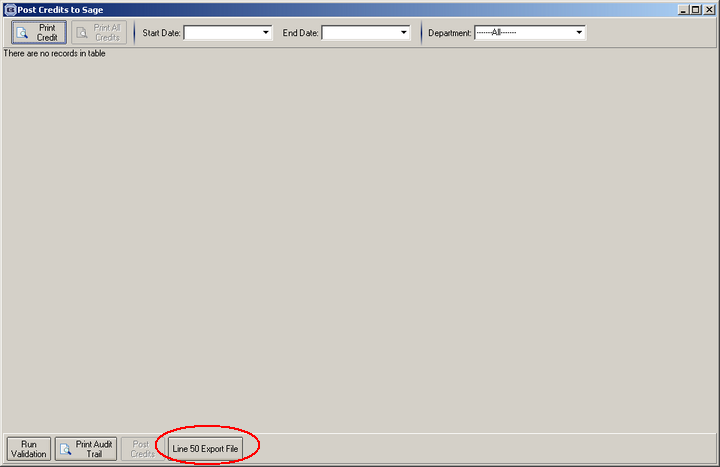 Post Credits to Sage
Print Credit
Print All Credits
Start Date:
End Date:
Department: -------All-------
There are no records in table
Run Validation
Print Audit Trail
Post Credits
Line 50 Export File